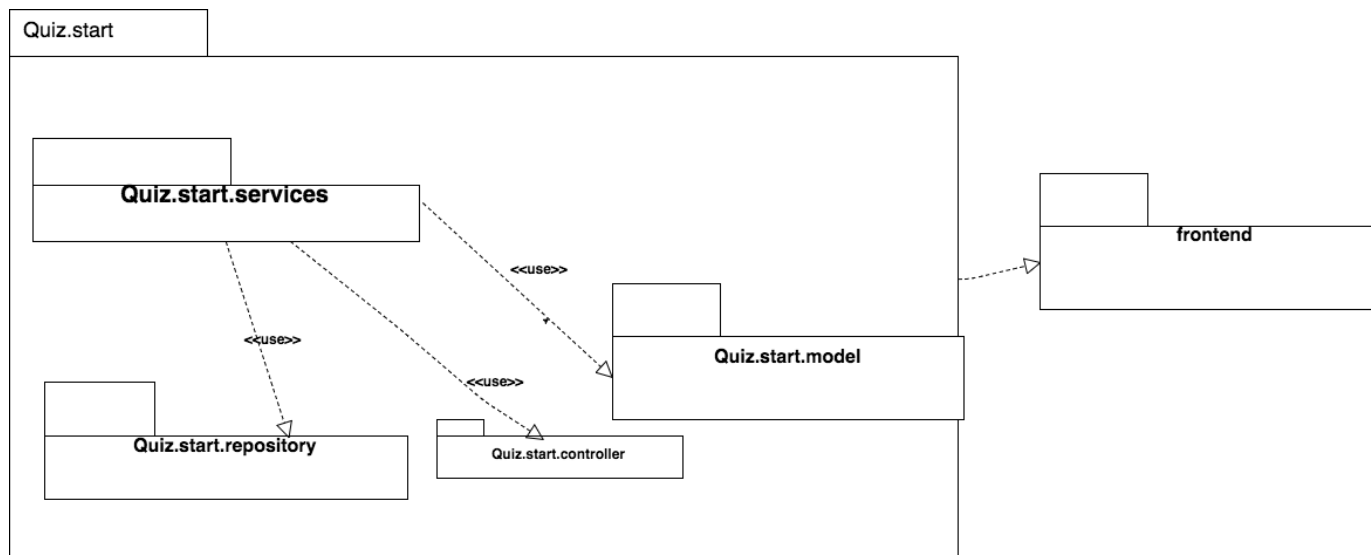 Quiz.start
Quiz.start.services
frontend
<<use>>
Quiz.start.model
<<use>>
<<use>>
Quiz.start.repository
Quiz.start.controller